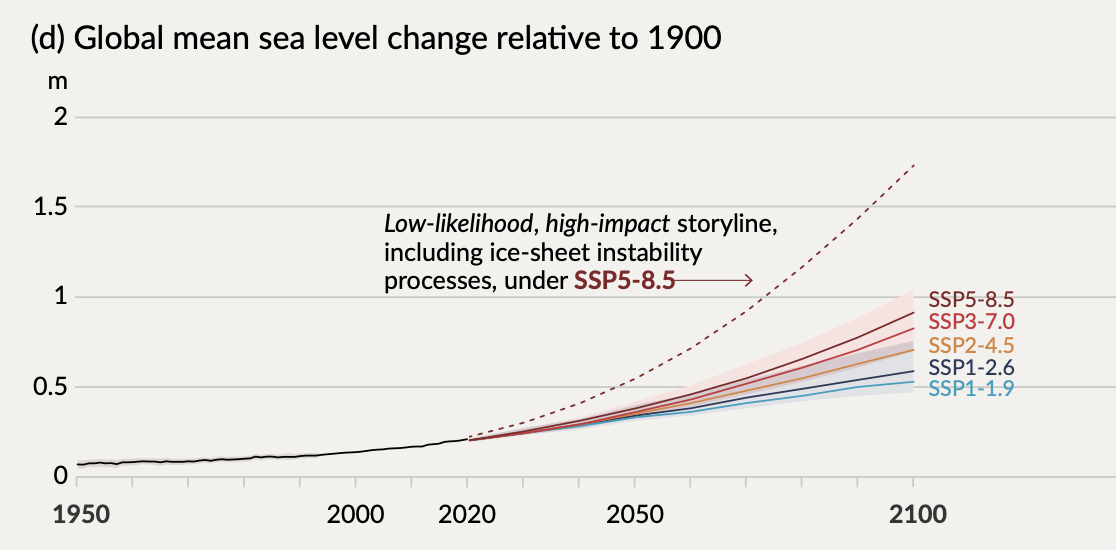 (d) Global mean sea level change relative to 1900
m
2
1.5
Low-likelihood, high-impact storyline,
including ice-sheet instability
processes, under SSP5-8.5
1
SSP5-8.5
SSP3-7.0
SSP2-4.5
SSP1-2.6
SSP1-1.9
0.5
0
1950 2000 2020 2050 2100